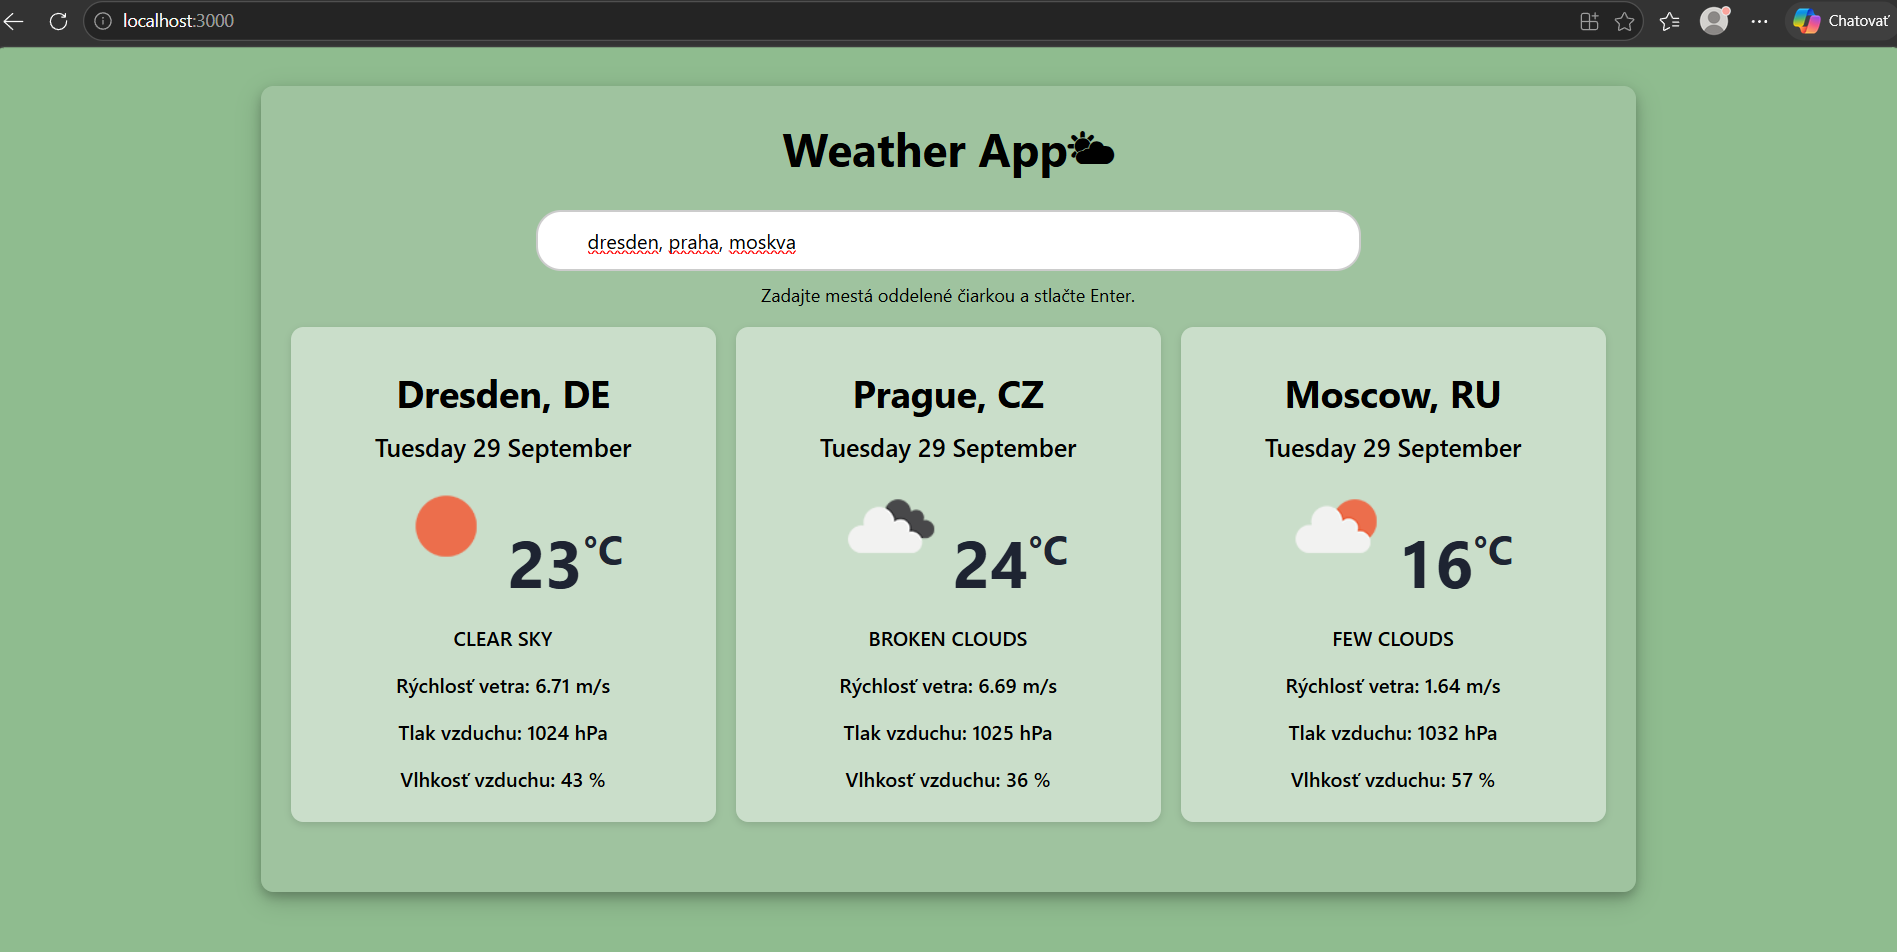 localhost:3000
Chatovať
Weather App
dresden, praha, moskva
Zadajte mestá oddelené čiarkou a stlačte Enter.
Dresden, DE
Tuesday 29 September
23°C
CLEAR SKY
Rýchlosť vetra: 6.71 m/s
Tlak vzduchu: 1024 hPa
Vlhkosť vzduchu: 43 %
Prague, CZ
Tuesday 29 September
24°C
BROKEN CLOUDS
Rýchlosť vetra: 6.69 m/s
Tlak vzduchu: 1025 hPa
Vlhkosť vzduchu: 36 %
Moscow, RU
Tuesday 29 September
16°C
FEW CLOUDS
Rýchlosť vetra: 1.64 m/s
Tlak vzduchu: 1032 hPa
Vlhkosť vzduchu: 57 %